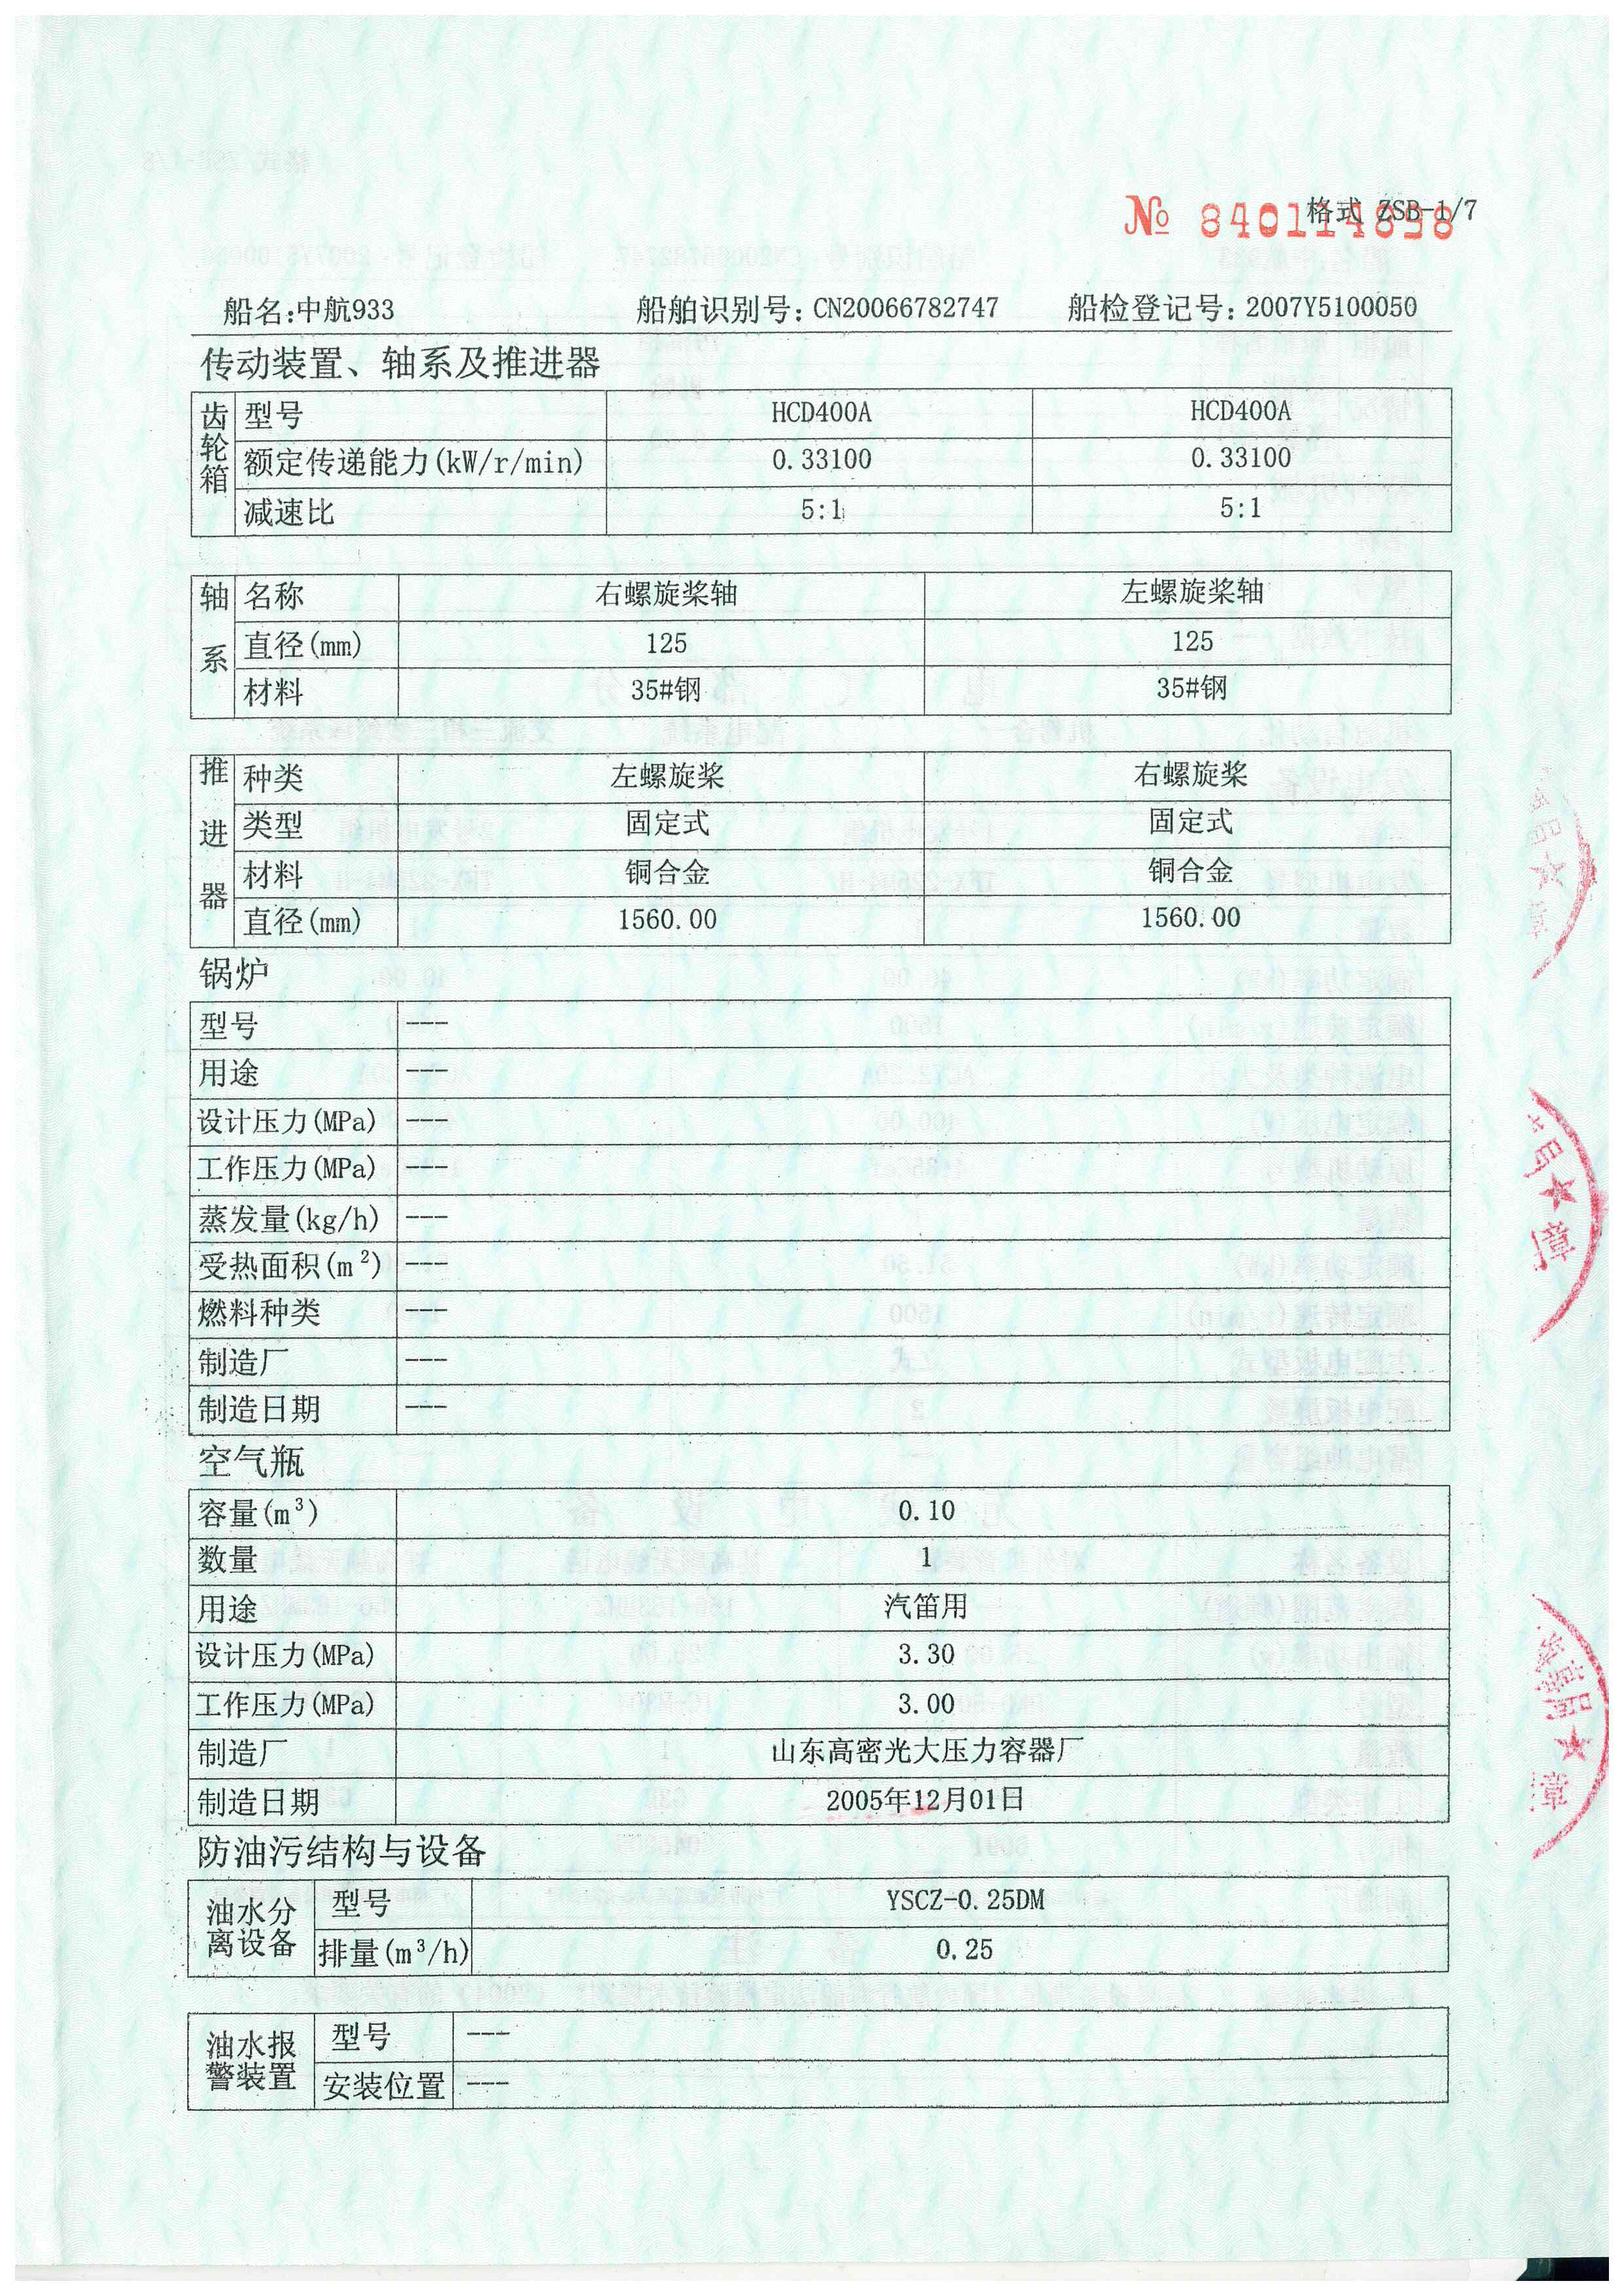 格式 ZSB-1/7
№ 840114898
船名:中航933 船舶识别号: CN20066782747 船检登记号: 2007Y5100050
传动装置、轴系及推进器
齿轮箱 型号 HCD400A HCD400A
额定传递能力(kW/r/min) 0.33100 0.33100
减速比 5:1 5:1
轴系 名称 右螺旋桨轴 左螺旋桨轴
直径(mm) 125 125
材料 35#钢 35#钢
推进器 种类 左螺旋桨 右螺旋桨
类型 固定式 固定式
材料 铜合金 铜合金
直径(mm) 1560.00 1560.00
锅炉
型号 ---
用途 ---
设计压力(MPa) ---
工作压力(MPa) ---
蒸发量(kg/h) ---
受热面积(m²) ---
燃料种类 ---
制造厂 ---
制造日期 ---
空气瓶
容量(m³) 0.10
数量 1
用途 汽笛用
设计压力(MPa) 3.30
工作压力(MPa) 3.00
制造厂 山东高密光大压力容器厂
制造日期 2005年12月01日
防油污结构与设备
油水分离设备 型号 YSCZ-0.25DM
排量(m³/h) 0.25
油水报警装置 型号 ---
安装位置 ---